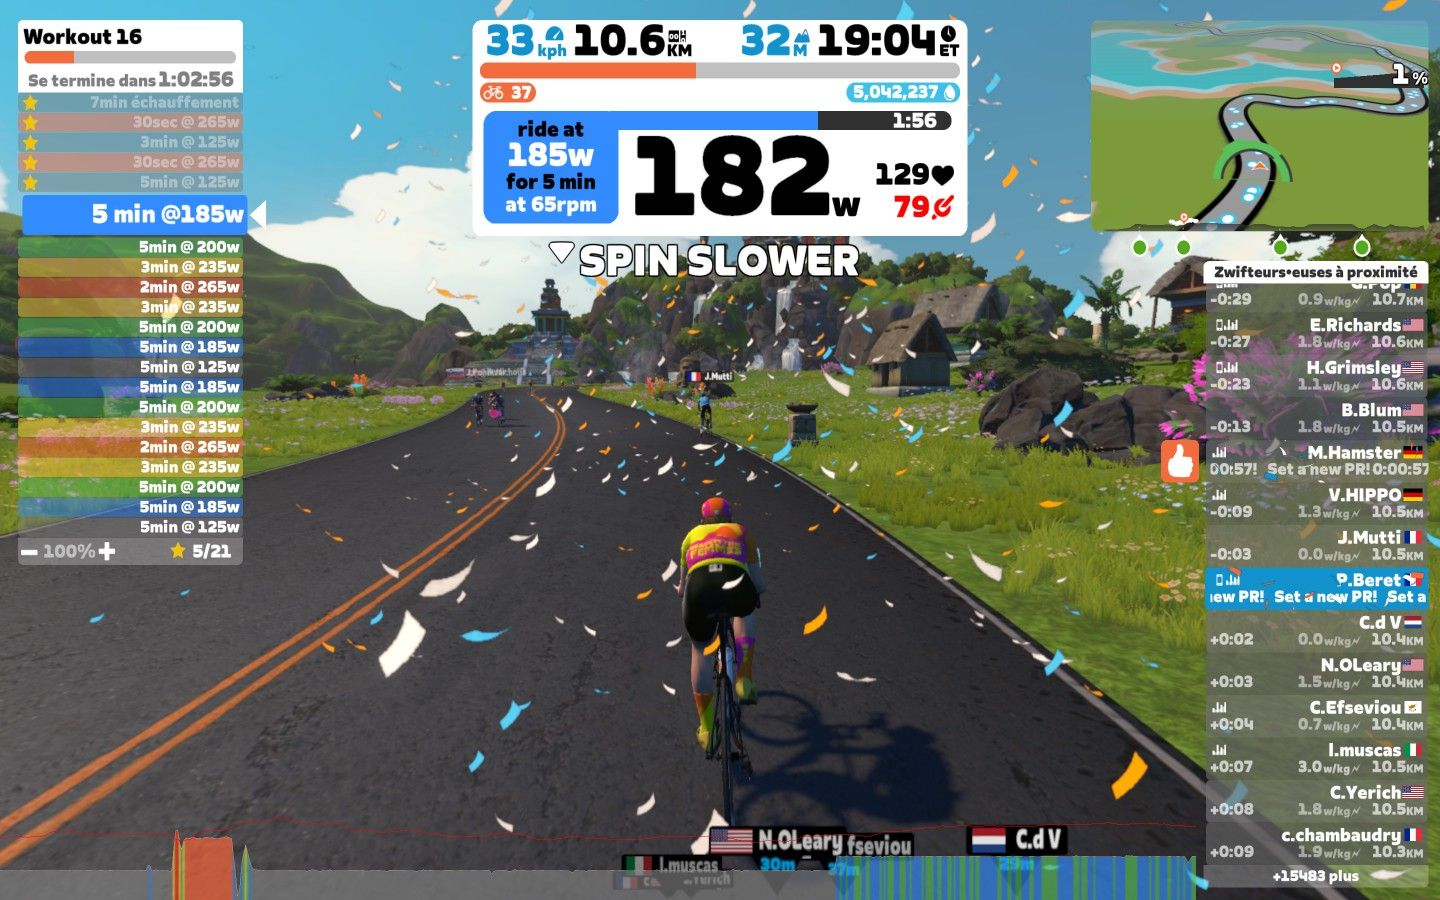 Workout 16
Se termine dans 1:02:56
7min échauffement
30sec @ 265w
3min @ 125w
30sec @ 265w
5min @ 125w
5 min @185w
5min @ 200w
3min @ 235w
2min @ 265w
3min @ 235w
5min @ 200w
5min @ 185w
5min @ 125w
5min @ 185w
5min @ 200w
3min @ 235w
2min @ 265w
3min @ 235w
5min @ 200w
5min @ 185w
5min @ 125w
− 100% +
5/21
33 kph 10.6 KM 32 M 19:04 ET
37
5,042,237
ride at
185w
for 5 min
at 65rpm
1:56
182w
129
79
SPIN SLOWER
J.Mutti
1%
Zwifteurs•euses à proximité
-0:29 0.9w/kg 10.7KM
E.Richards
-0:27 1.8w/kg 10.6KM
H.Grimsley
-0:23 1.1w/kg 10.6KM
B.Blum
-0:13 1.8w/kg 10.5KM
M.Hamster
00:57! Set a new PR! 0:00:57
V.HIPPO
-0:09 1.3w/kg 10.5KM
J.Mutti
-0:03 0.0w/kg 10.5KM
P.Beret
new PR! Set a new PR! Set a
C.d V
+0:02 0.0w/kg 10.4KM
N.OLeary
+0:03 1.5w/kg 10.4KM
C.Efseviou
+0:04 0.7w/kg 10.4KM
I.muscas
+0:07 3.0w/kg 10.5KM
C.Yerich
+0:08 1.8w/kg 10.5KM
c.chambaudry
+0:09 1.9w/kg 10.3KM
+15483 plus
N.OLeary fseviou
30m
C.d V
29m
I.muscas
27m